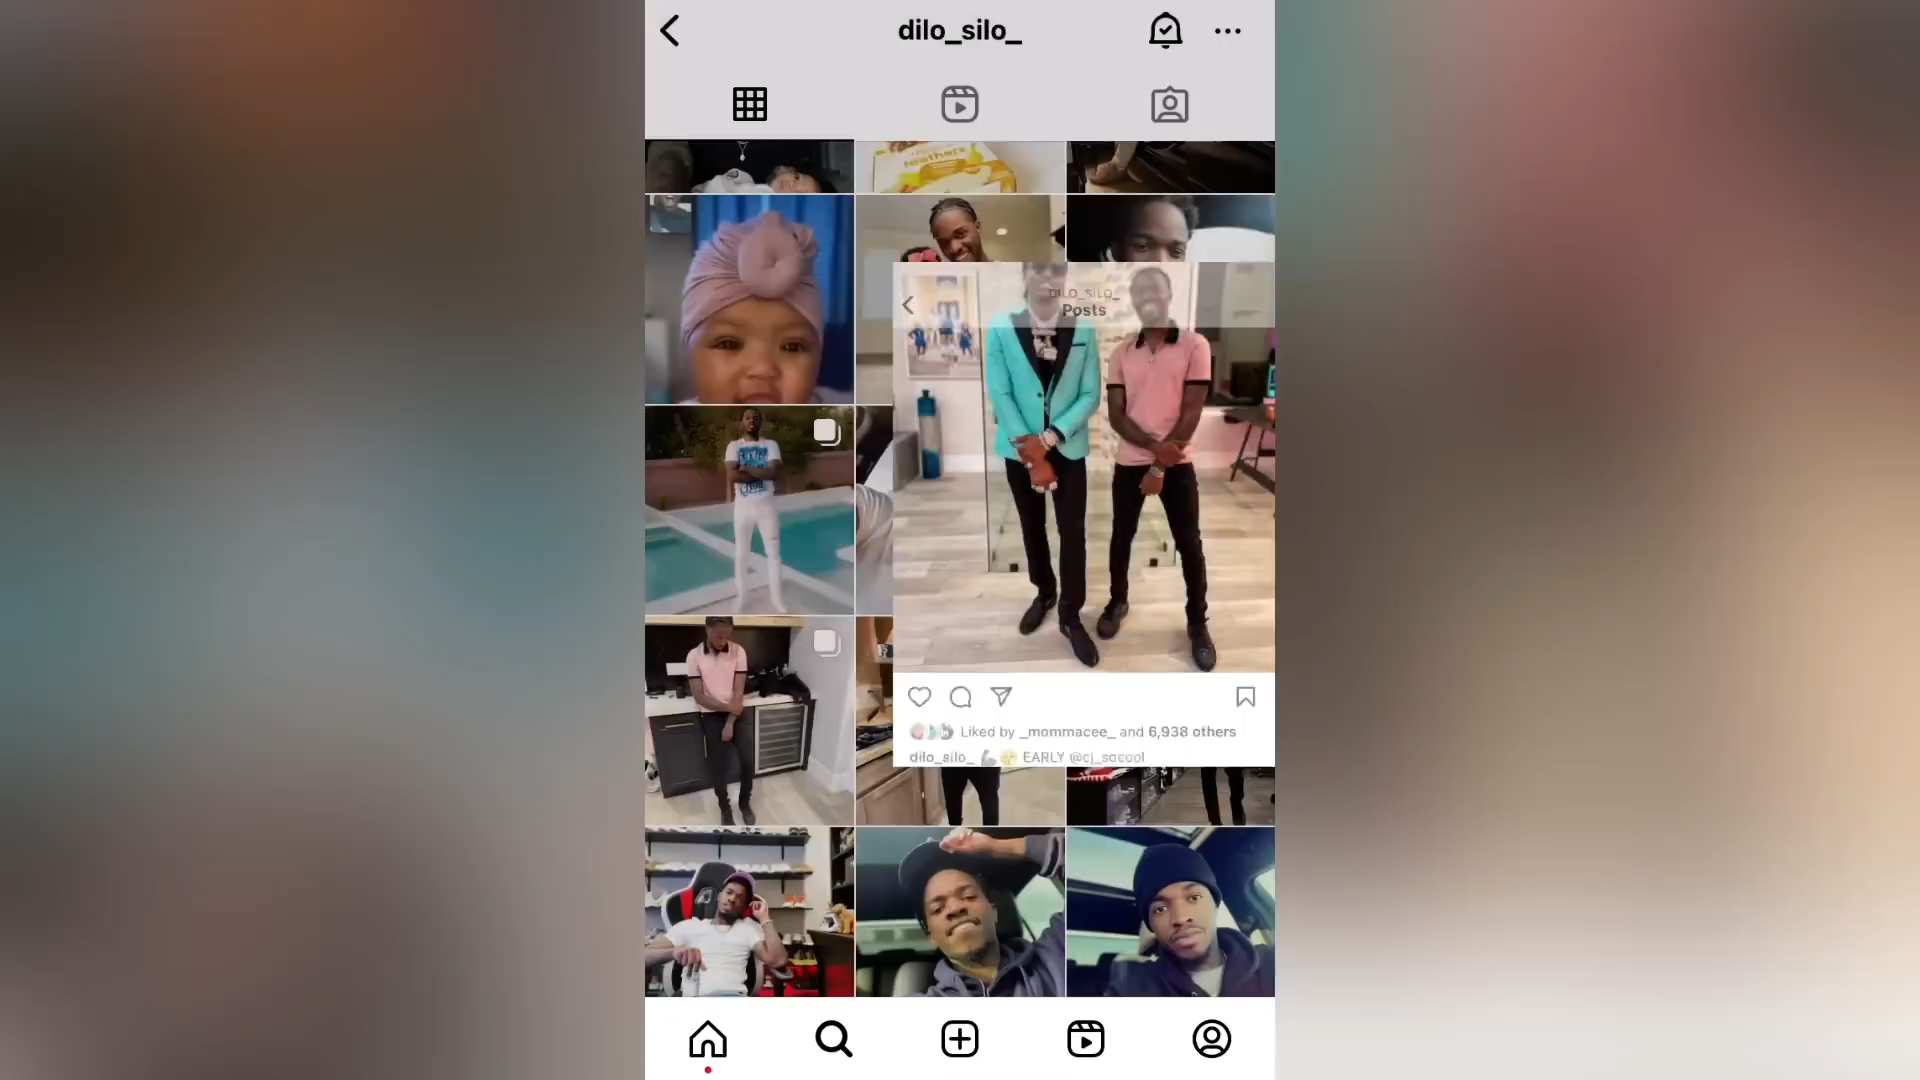 dilo_silo_
DILO_SILO_
Posts
Liked by _mommacee_ and 6,938 others
dilo_silo_ 💪😤 EARLY @cj_socool